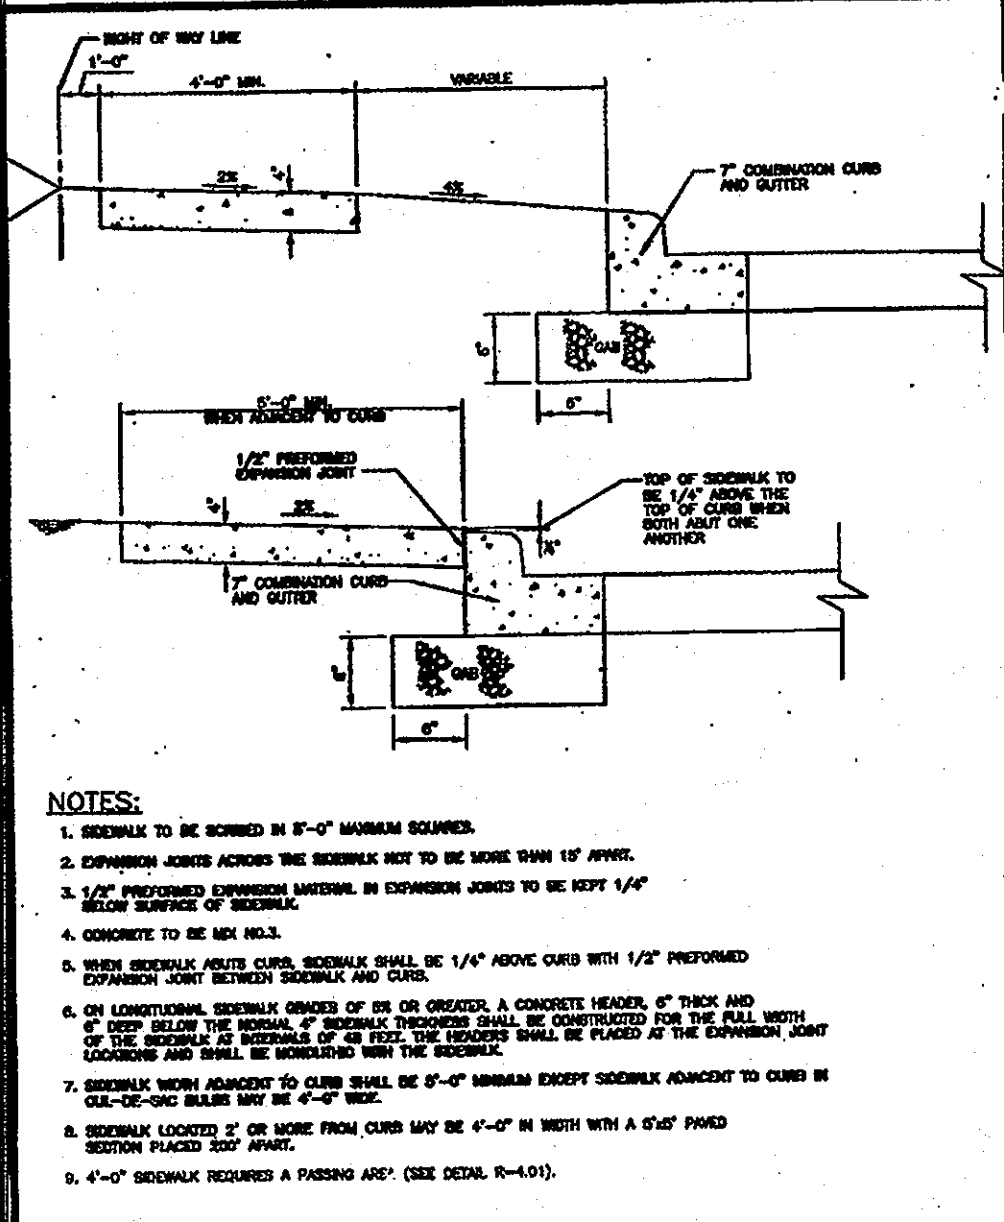 RIGHT OF WAY LINE
1'-0"
4'-0" MIN.
VARIABLE
2%
4"
4%
7" COMBINATION CURB
AND GUTTER
GAB
6"
5'-0" MIN.
WHEN ADJACENT TO CURB
1/2" PREFORMED
EXPANSION JOINT
TOP OF SIDEWALK TO
BE 1/4" ABOVE THE
TOP OF CURB WHEN
BOTH ABUT ONE
ANOTHER
4"
2%
7" COMBINATION CURB
AND GUTTER
GAB
6"
NOTES:
1. SIDEWALK TO BE SCRIBED IN 5'-0" MAXIMUM SQUARES.
2. EXPANSION JOINTS ACROSS THE SIDEWALK NOT TO BE MORE THAN 15' APART.
3. 1/2" PREFORMED EXPANSION MATERIAL IN EXPANSION JOINTS TO BE KEPT 1/4"
BELOW SURFACE OF SIDEWALK.
4. CONCRETE TO BE MIX NO.3.
5. WHEN SIDEWALK ABUTS CURB, SIDEWALK SHALL BE 1/4" ABOVE CURB WITH 1/2" PREFORMED
EXPANSION JOINT BETWEEN SIDEWALK AND CURB.
6. ON LONGITUDINAL SIDEWALK GRADES OF 5% OR GREATER, A CONCRETE HEADER, 6" THICK AND
6" DEEP BELOW THE NORMAL 4" SIDEWALK THICKNESS SHALL BE CONSTRUCTED FOR THE FULL WIDTH
OF THE SIDEWALK AT INTERVALS OF FEET. THE HEADERS SHALL BE PLACED AT THE EXPANSION JOINT
LOCATIONS AND SHALL BE MONOLITHIC WITH THE SIDEWALK.
7. SIDEWALK WIDTH ADJACENT TO CURB SHALL BE 5'-0" MINIMUM EXCEPT SIDEWALK ADJACENT TO CURB IN
CUL-DE-SAC BULBS MAY BE 4'-0" WIDE.
8. SIDEWALK LOCATED 2' OR MORE FROM CURB MAY BE 4'-0" IN WIDTH WITH A 5'x5' PAVED
SECTION PLACED 200' APART.
9. 4'-0" SIDEWALK REQUIRES A PASSING AREA. (SEE DETAIL R-4.01).